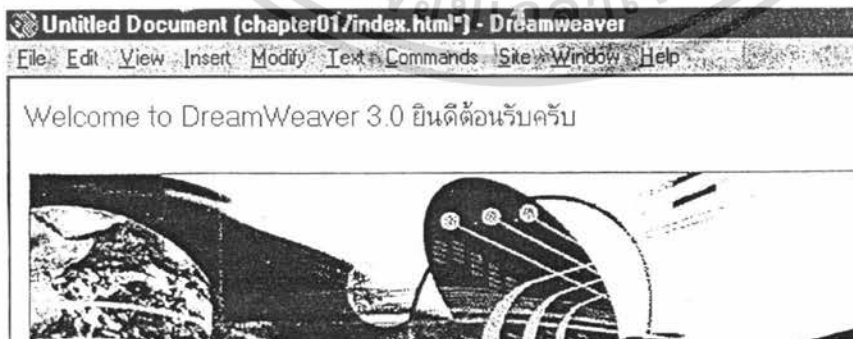 Untitled Document (chapter01/index.html*) - Dreamweaver
File Edit View Insert Modify Text Commands Site Window Help
Welcome to DreamWeaver 3.0 ยินดีต้อนรับครับ